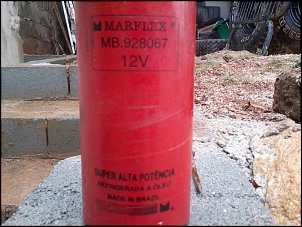 MARFLEX
MB.928067
12V
SUPER ALTA POTÊNCIA
REFRIGERADA A ÓLEO
MADE IN BRAZIL